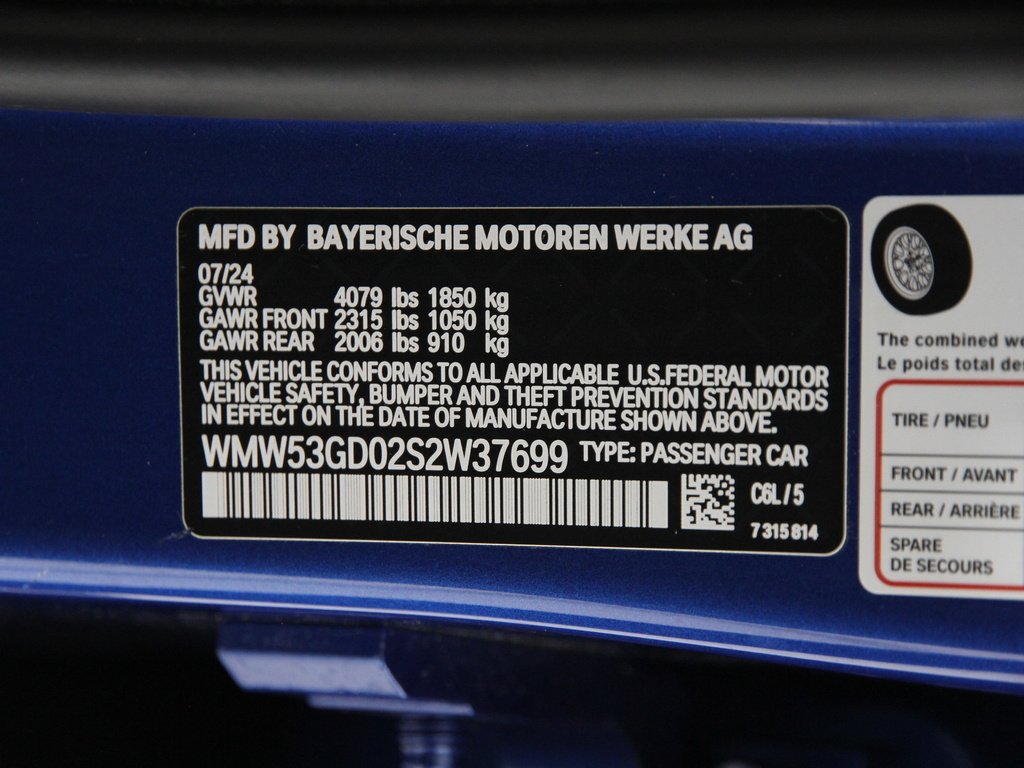 MFD BY BAYERISCHE MOTOREN WERKE AG
07/24
GVWR 4079 lbs 1850 kg
GAWR FRONT 2315 lbs 1050 kg
GAWR REAR 2006 lbs 910 kg
THIS VEHICLE CONFORMS TO ALL APPLICABLE U.S.FEDERAL MOTOR
VEHICLE SAFETY, BUMPER AND THEFT PREVENTION STANDARDS
IN EFFECT ON THE DATE OF MANUFACTURE SHOWN ABOVE.
WMW53GD02S2W37699 TYPE: PASSENGER CAR
C6L/5
7315814
The combined we
Le poids total de
TIRE / PNEU
FRONT / AVANT
REAR / ARRIÈRE
SPARE
DE SECOURS